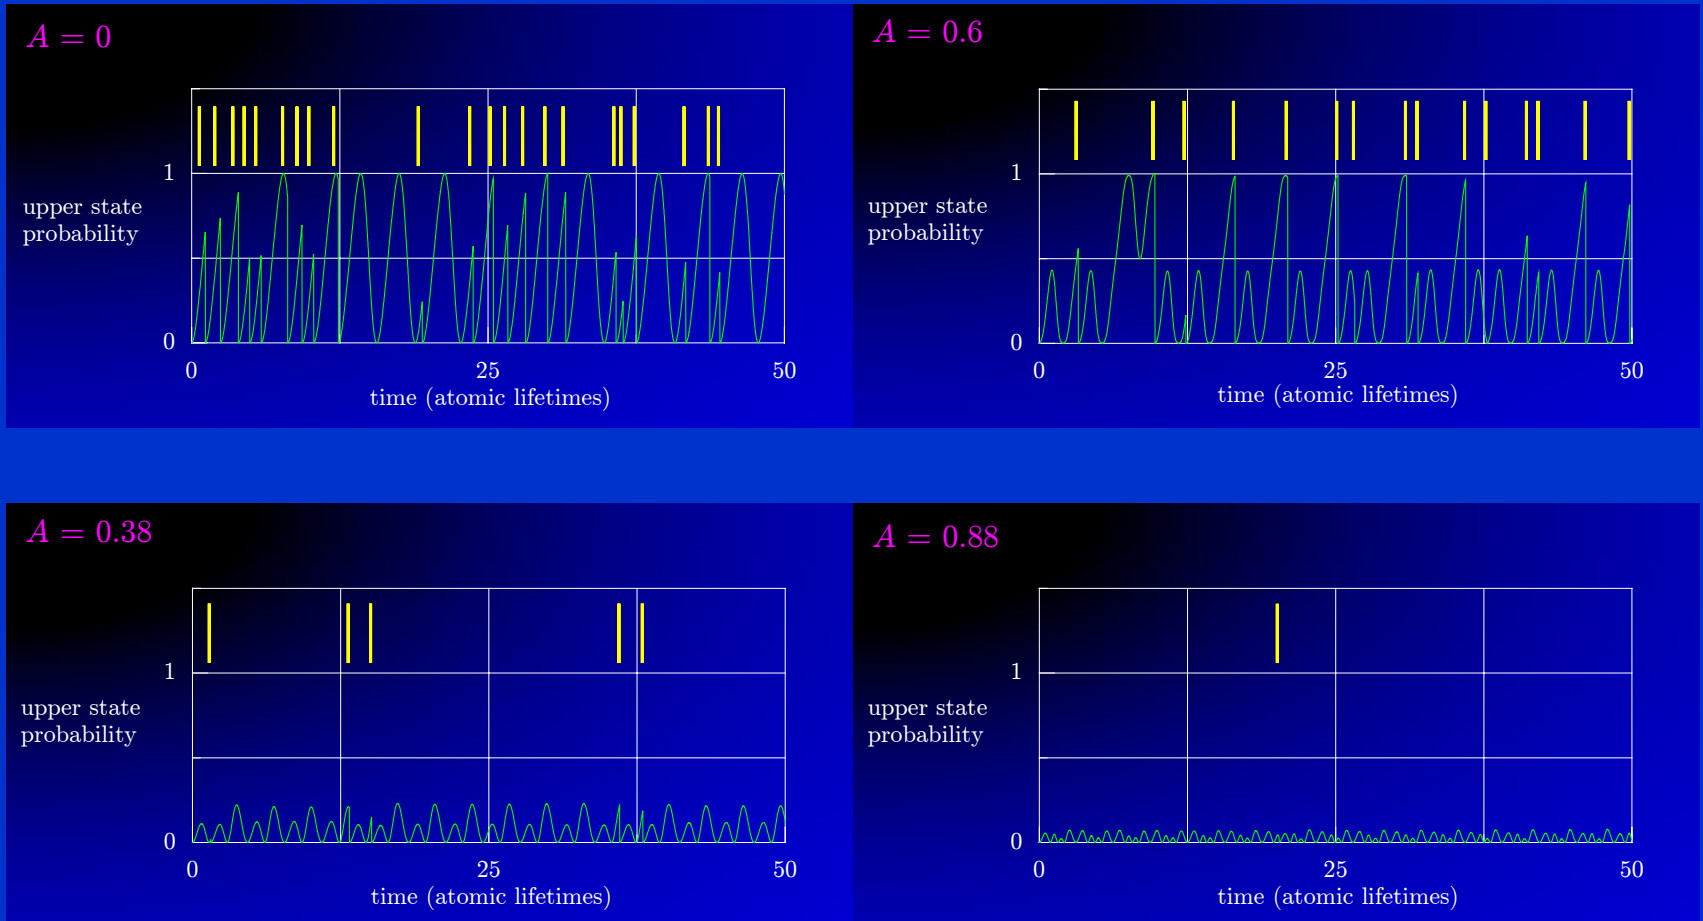 A = 0
1
upper state
probability
0
0 25 50
time (atomic lifetimes)
A = 0.6
1
upper state
probability
0
0 25 50
time (atomic lifetimes)
A = 0.38
1
upper state
probability
0
0 25 50
time (atomic lifetimes)
A = 0.88
1
upper state
probability
0
0 25 50
time (atomic lifetimes)